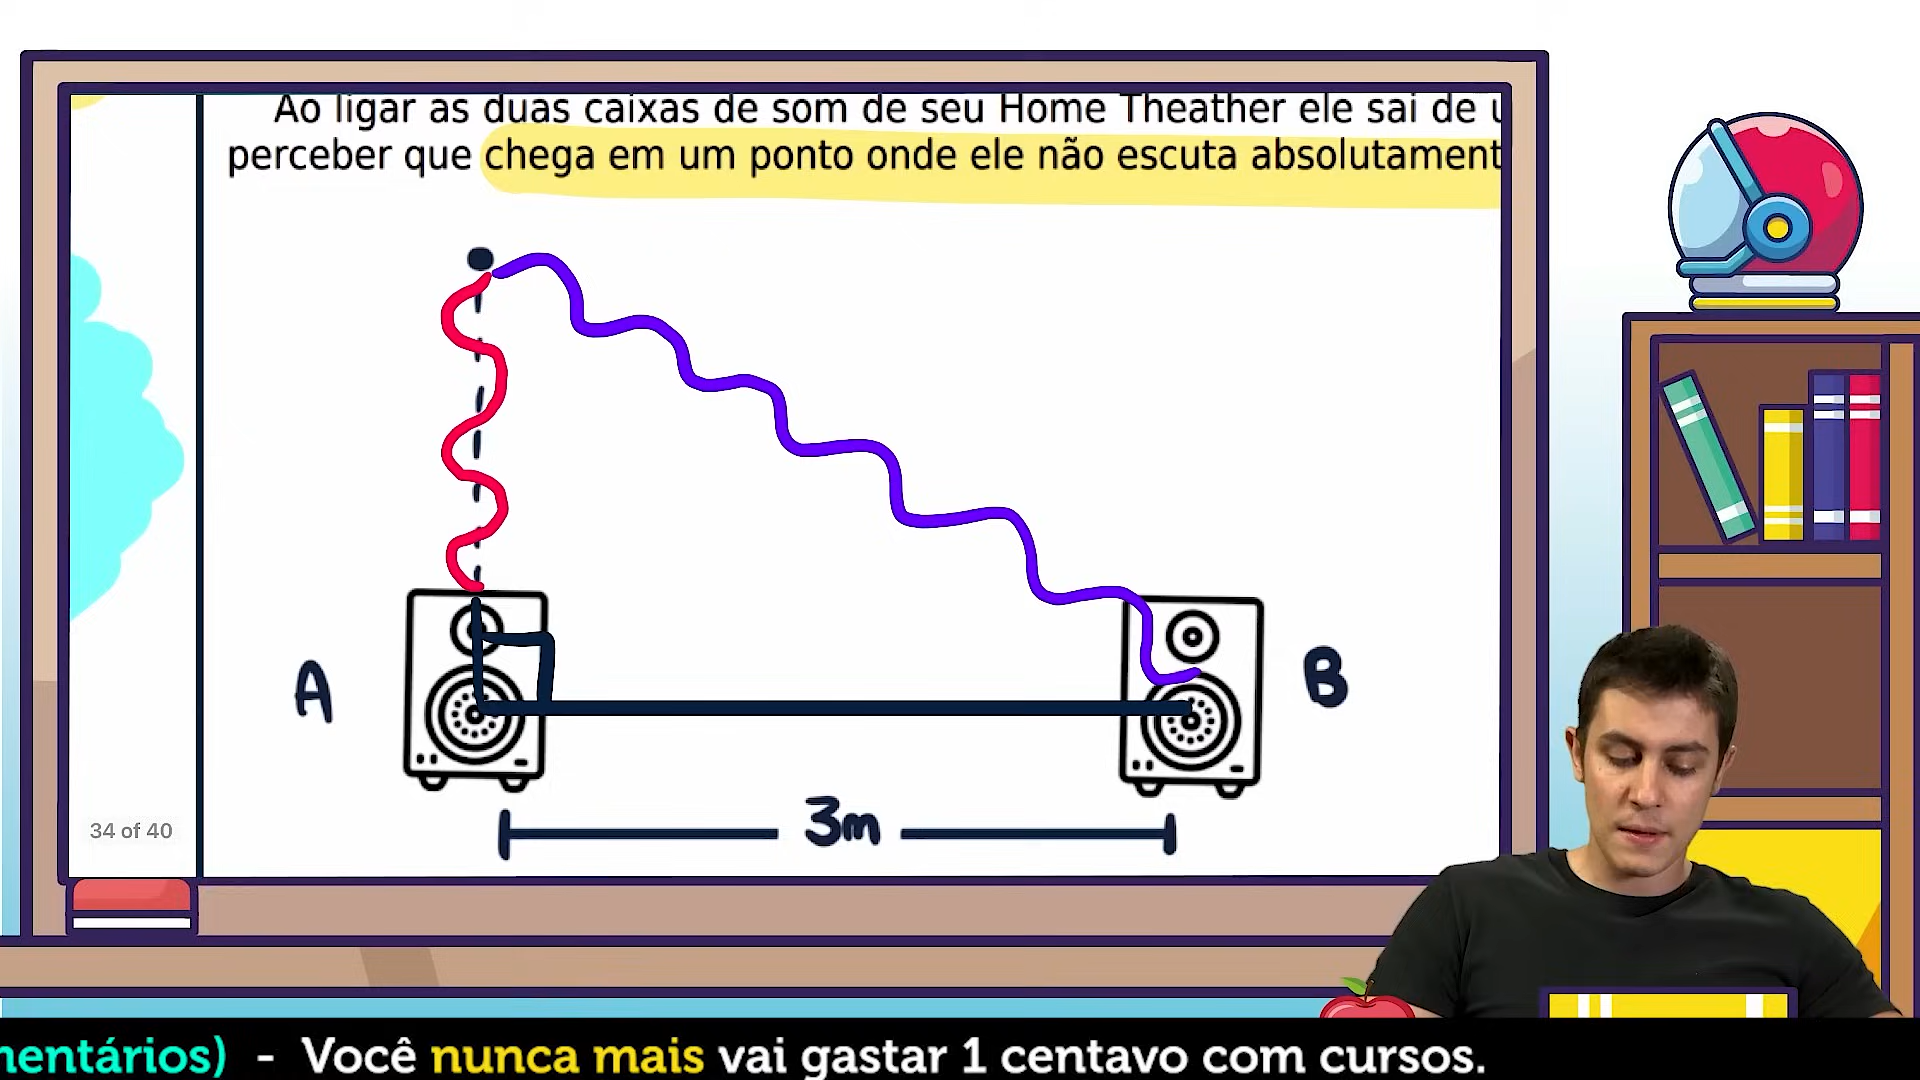 Ao ligar as duas caixas de som de seu Home Theather ele sai de
perceber que chega em um ponto onde ele não escuta absolutament
A
B
3m
34 of 40
mentários) - Você nunca mais vai gastar 1 centavo com cursos.